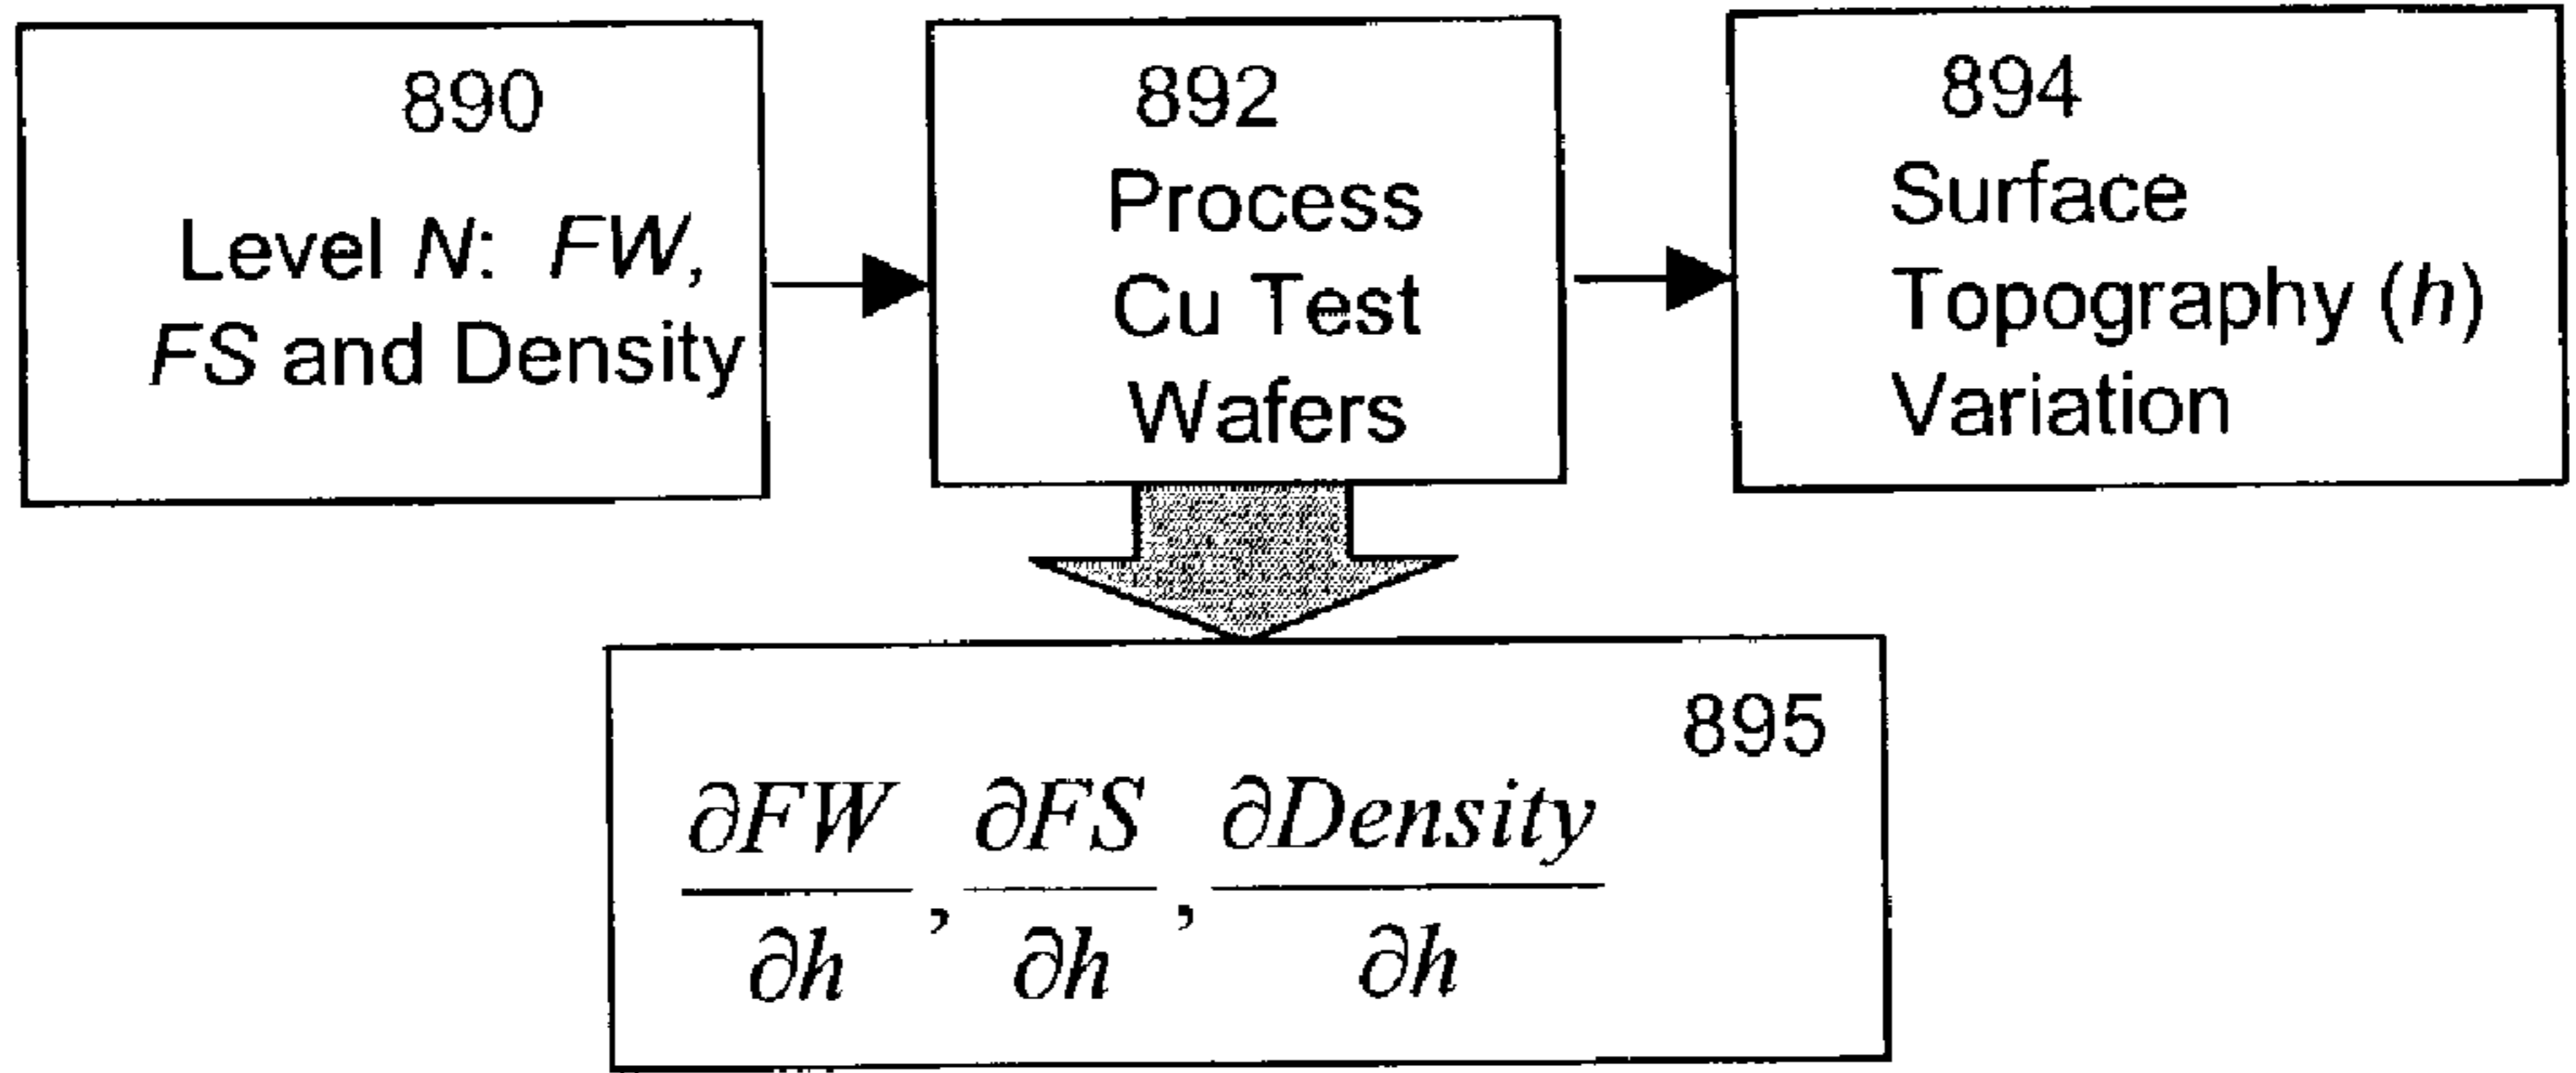 890
Level N: FW,
FS and Density
892
Process
Cu Test
Wafers
894
Surface
Topography (h)
Variation
895
∂FW/∂h, ∂FS/∂h, ∂Density/∂h